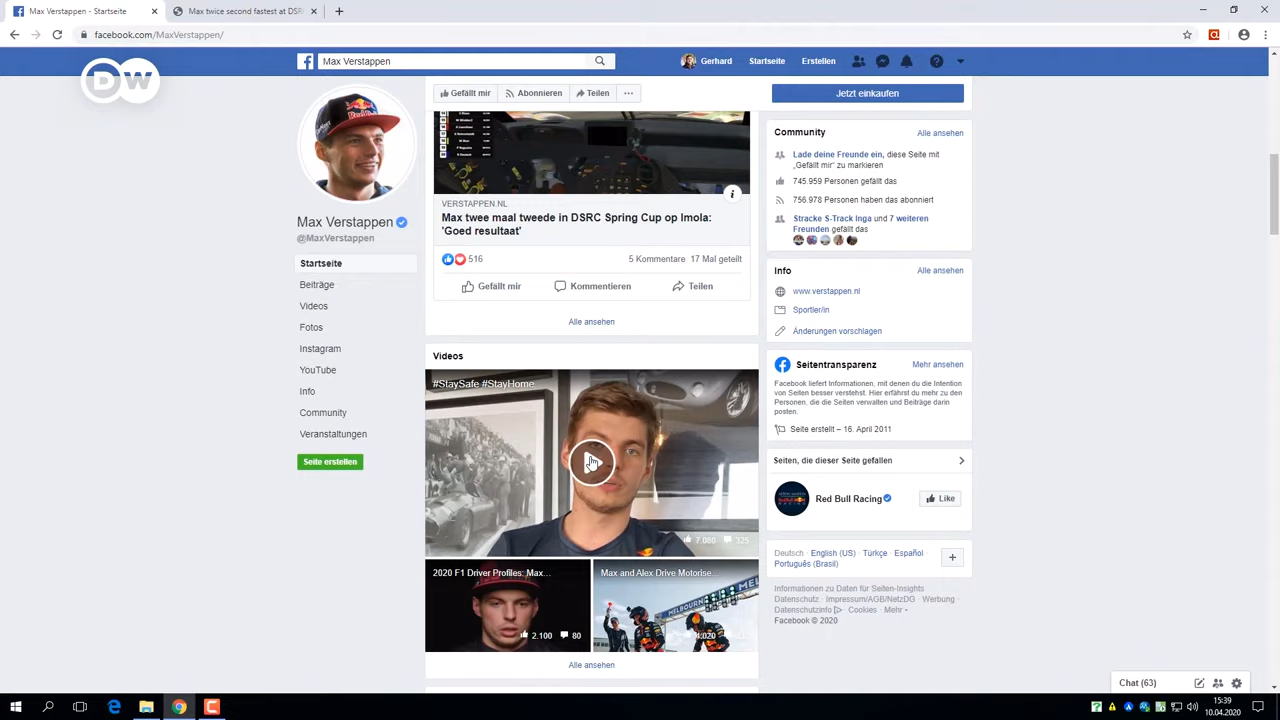 Max Verstappen - Startseite
Max twice second fastest at DSR
facebook.com/MaxVerstappen/
DW
Max Verstappen
Gerhard
Startseite
Erstellen
Gefällt mir
Abonnieren
Teilen
Jetzt einkaufen
Max Verstappen
@MaxVerstappen
Startseite
Beiträge
Videos
Fotos
Instagram
YouTube
Info
Community
Veranstaltungen
Seite erstellen
VERSTAPPEN.NL
Max twee maal tweede in DSRC Spring Cup op Imola:
'Goed resultaat'
516
5 Kommentare 17 Mal geteilt
Gefällt mir
Kommentieren
Teilen
Alle ansehen
Videos
#StaySafe #StayHome
7.080
325
2020 F1 Driver Profiles: Max...
2.100
80
Max and Alex Drive Motorise...
MELBOURNE
Alle ansehen
Community
Alle ansehen
Lade deine Freunde ein, diese Seite mit
„Gefällt mir“ zu markieren
745.959 Personen gefällt das
756.978 Personen haben das abonniert
Stracke S-Track Inga und 7 weiteren
Freunden gefällt das
Info
Alle ansehen
www.verstappen.nl
Sportler/in
Änderungen vorschlagen
Seitentransparenz
Mehr ansehen
Facebook liefert Informationen, mit denen du die Intention
von Seiten besser verstehst. Hier erfährst du mehr zu den
Personen, die die Seiten verwalten und Beiträge darin
posten.
Seite erstellt – 16. April 2011
Seiten, die dieser Seite gefallen
Red Bull Racing
Like
Deutsch · English (US) · Türkçe · Español ·
Português (Brasil)
Informationen zu Daten für Seiten-Insights
Datenschutz · Impressum/AGB/NetzDG · Werbung ·
Datenschutzinfo · Cookies · Mehr
Facebook © 2020
Chat (63)
15:39
10.04.2020